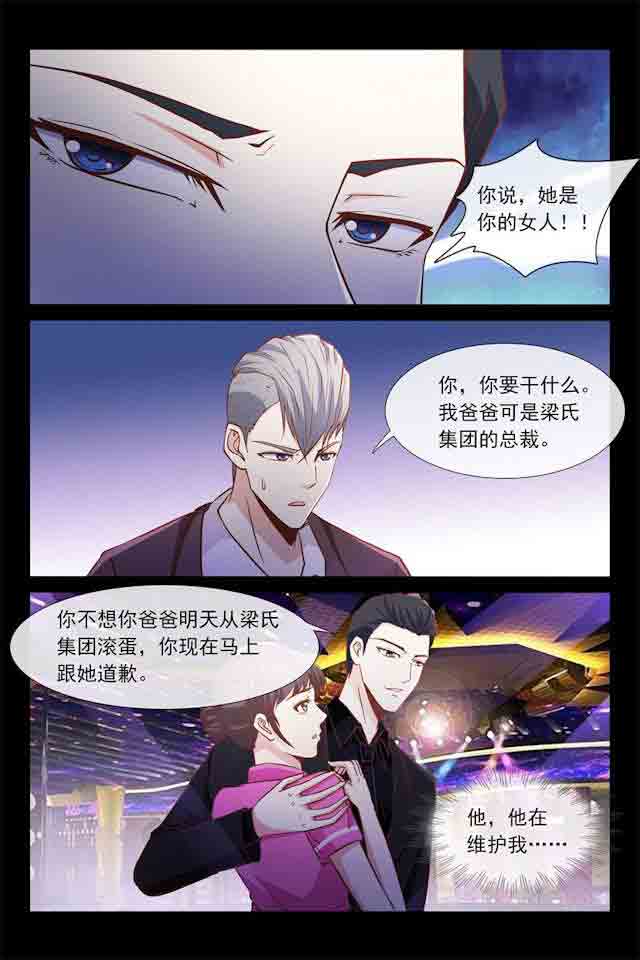 你说，她是
你的女人！！
你，你要干什么。
我爸爸可是梁氏
集团的总裁。
你不想你爸爸明天从梁氏
集团滚蛋，你现在马上
跟她道歉。
他，他在
维护我……